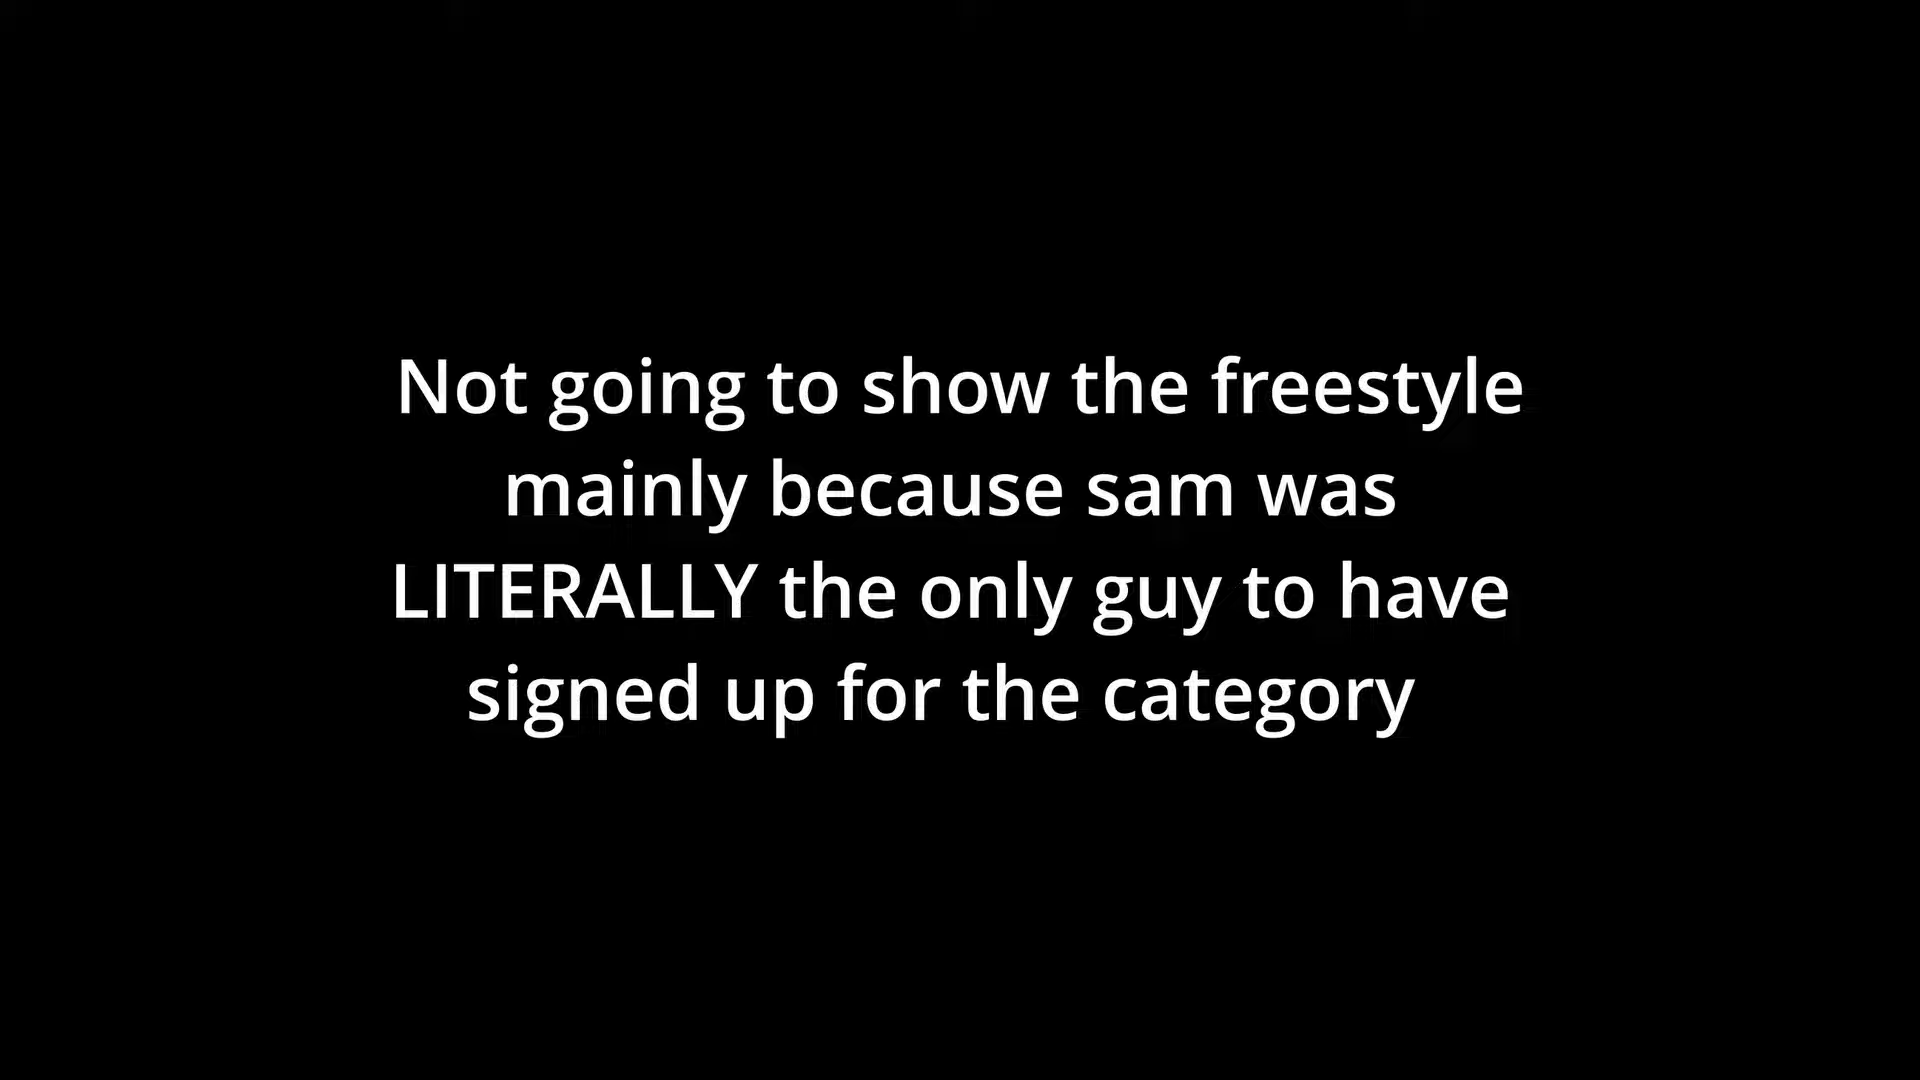 Not going to show the freestyle
mainly because sam was
LITERALLY the only guy to have
signed up for the category